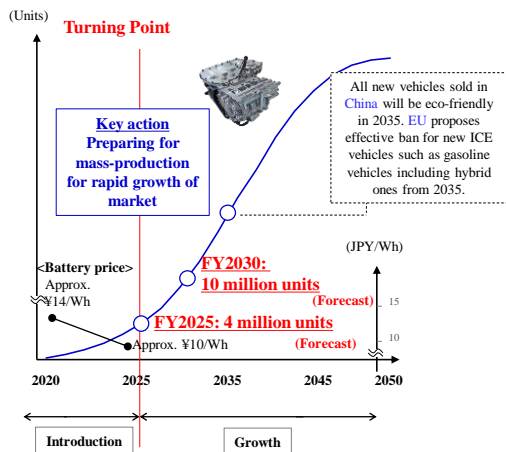 (Units)
Turning Point
Key action
Preparing for
mass-production
for rapid growth of
market
All new vehicles sold in
China will be eco-friendly
in 2035. EU proposes
effective ban for new ICE
vehicles such as gasoline
vehicles including hybrid
ones from 2035.
(JPY/Wh)
<Battery price>
Approx.
¥14/Wh
FY2030:
10 million units
(Forecast)
15
FY2025: 4 million units
(Forecast)
10
Approx. ¥10/Wh
2020
2025
2035
2045
2050
Introduction
Growth